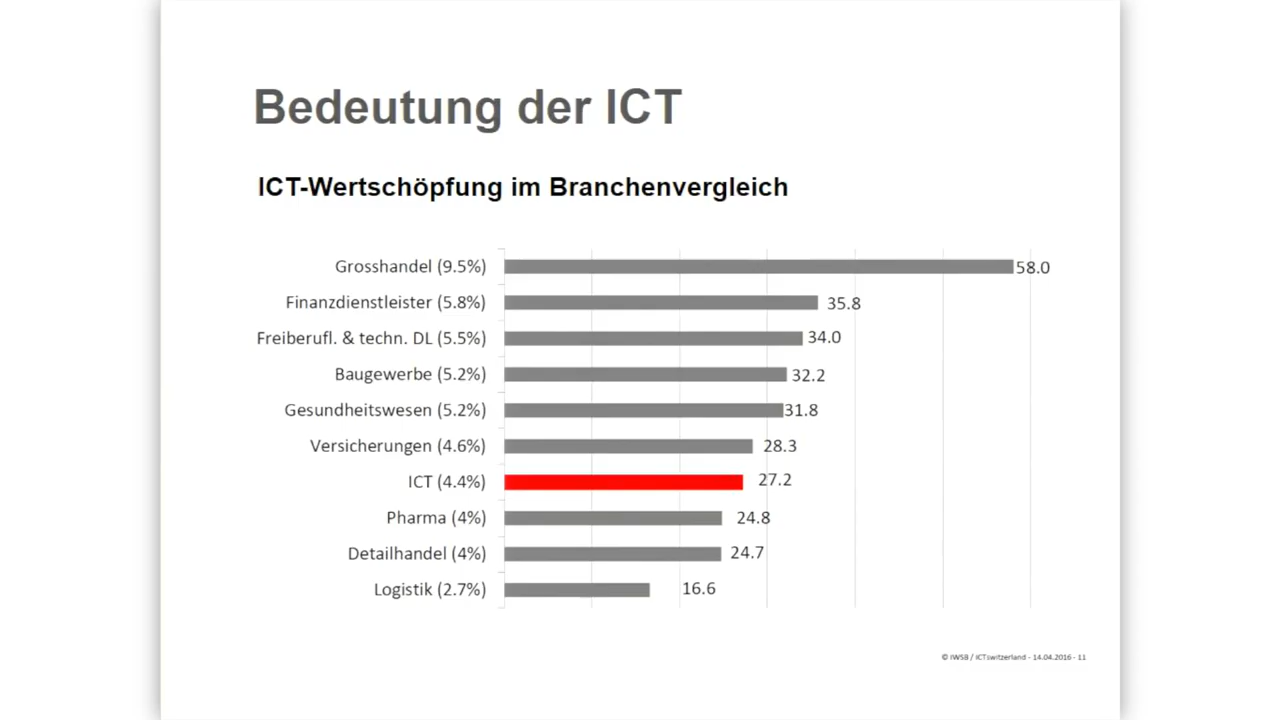 Bedeutung der ICT
ICT-Wertschöpfung im Branchenvergleich
Grosshandel (9.5%) 58.0
Finanzdienstleister (5.8%) 35.8
Freiberufl. & techn. DL (5.5%) 34.0
Baugewerbe (5.2%) 32.2
Gesundheitswesen (5.2%) 31.8
Versicherungen (4.6%) 28.3
ICT (4.4%) 27.2
Pharma (4%) 24.8
Detailhandel (4%) 24.7
Logistik (2.7%) 16.6
© IWSB / ICTswitzerland - 14.04.2016 - 11